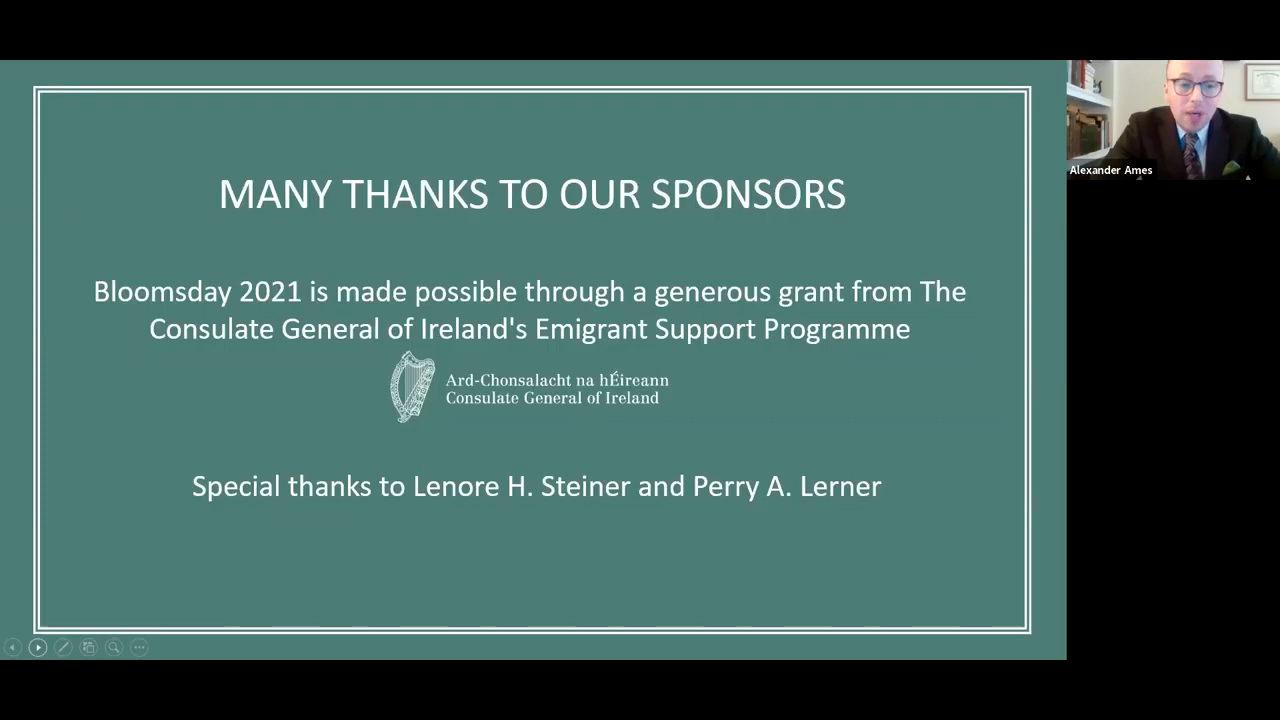 MANY THANKS TO OUR SPONSORS
Bloomsday 2021 is made possible through a generous grant from The
Consulate General of Ireland's Emigrant Support Programme
Ard-Chonsalacht na hÉireann
Consulate General of Ireland
Special thanks to Lenore H. Steiner and Perry A. Lerner
Alexander Ames